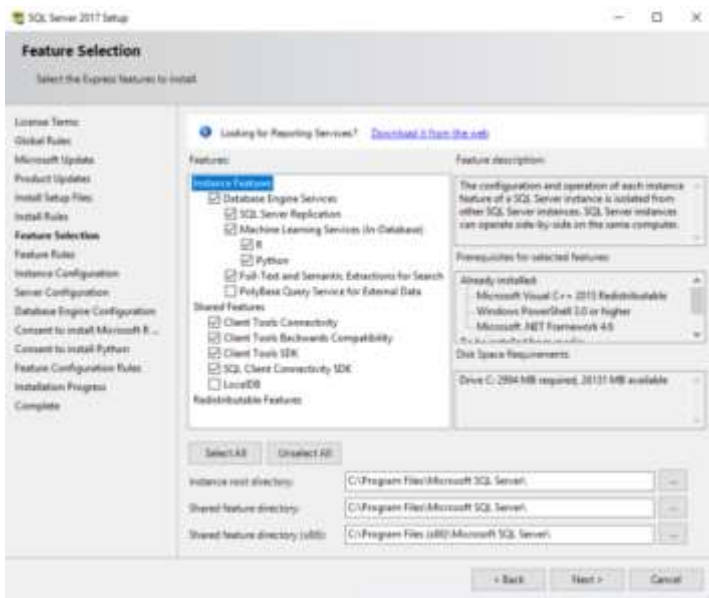 SQL Server 2017 Setup
Feature Selection
Select the Express features to install.
License Terms
Global Rules
Microsoft Update
Product Updates
Install Setup Files
Install Rules
Feature Selection
Feature Rules
Instance Configuration
Server Configuration
Database Engine Configuration
Consent to install Microsoft R ...
Consent to install Python
Feature Configuration Rules
Installation Progress
Complete
Looking for Reporting Services? Download it from the web
Features:
Instance Features
Database Engine Services
SQL Server Replication
Machine Learning Services (In-Database)
R
Python
Full-Text and Semantic Extractions for Search
PolyBase Query Service for External Data
Shared Features
Client Tools Connectivity
Client Tools Backwards Compatibility
Client Tools SDK
SQL Client Connectivity SDK
LocalDB
Redistributable Features
Feature description:
The configuration and operation of each instance
feature of a SQL Server instance is isolated from
other SQL Server instances. SQL Server instances
can operate side-by-side on the same computer.
Prerequisites for selected features:
Already installed:
Microsoft Visual C++ 2015 Redistributable
Windows PowerShell 3.0 or higher
Microsoft .NET Framework 4.6
Disk Space Requirements
Drive C: 2994 MB required, 20131 MB available
Select All
Unselect All
Instance root directory:
C:\Program Files\Microsoft SQL Server\
...
Shared feature directory:
C:\Program Files\Microsoft SQL Server\
...
Shared feature directory (x86):
C:\Program Files (x86)\Microsoft SQL Server\
...
< Back
Next >
Cancel